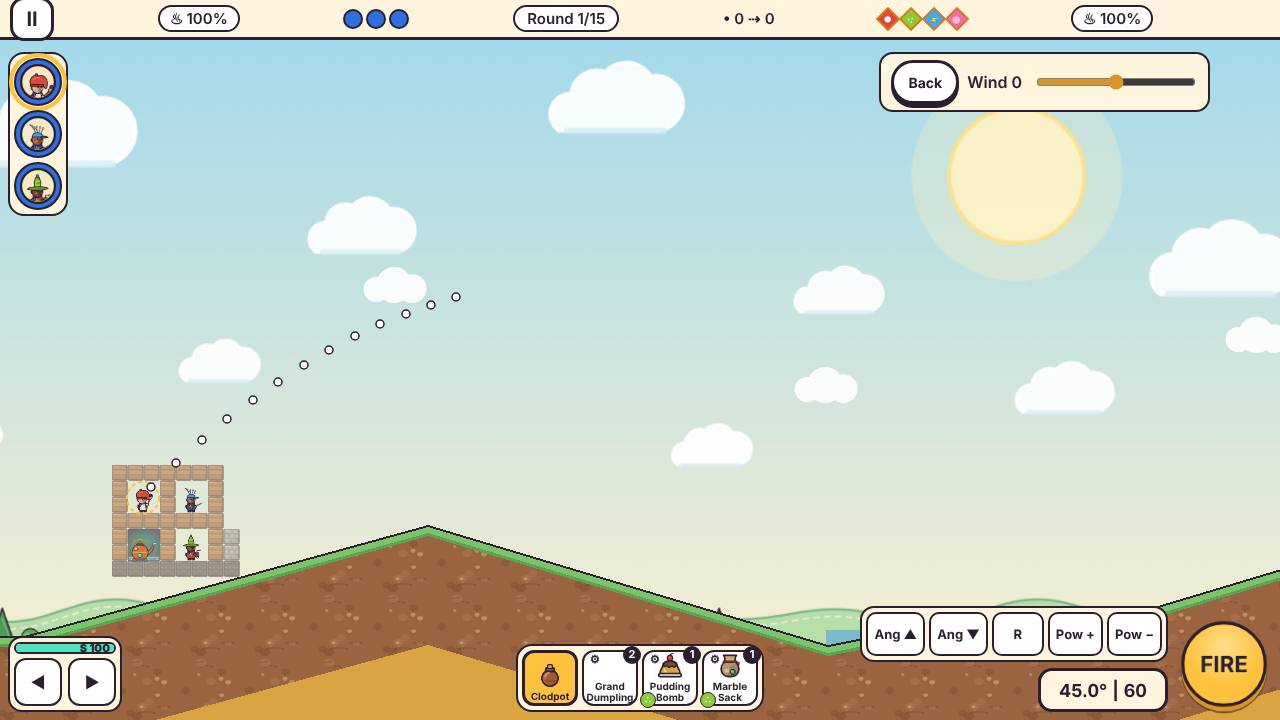 100%
Round 1/15
• 0 ⇢ 0
100%
Back
Wind 0
S 100
Clodpot
2
Grand
Dumpling
1
Pudding
Bomb
1
Marble
Sack
Ang ▲
Ang ▼
R
Pow +
Pow −
45.0° | 60
FIRE